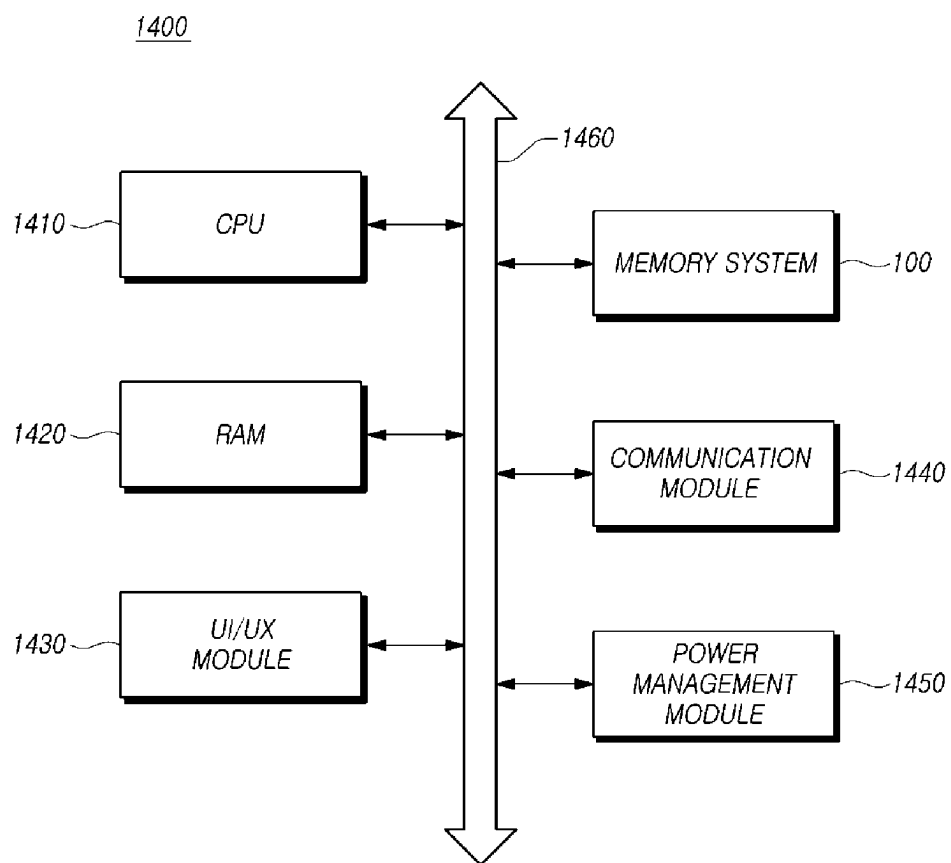 1400
1460
1410
CPU
MEMORY SYSTEM
100
1420
RAM
COMMUNICATION
MODULE
1440
1430
UI/UX
MODULE
POWER
MANAGEMENT
MODULE
1450